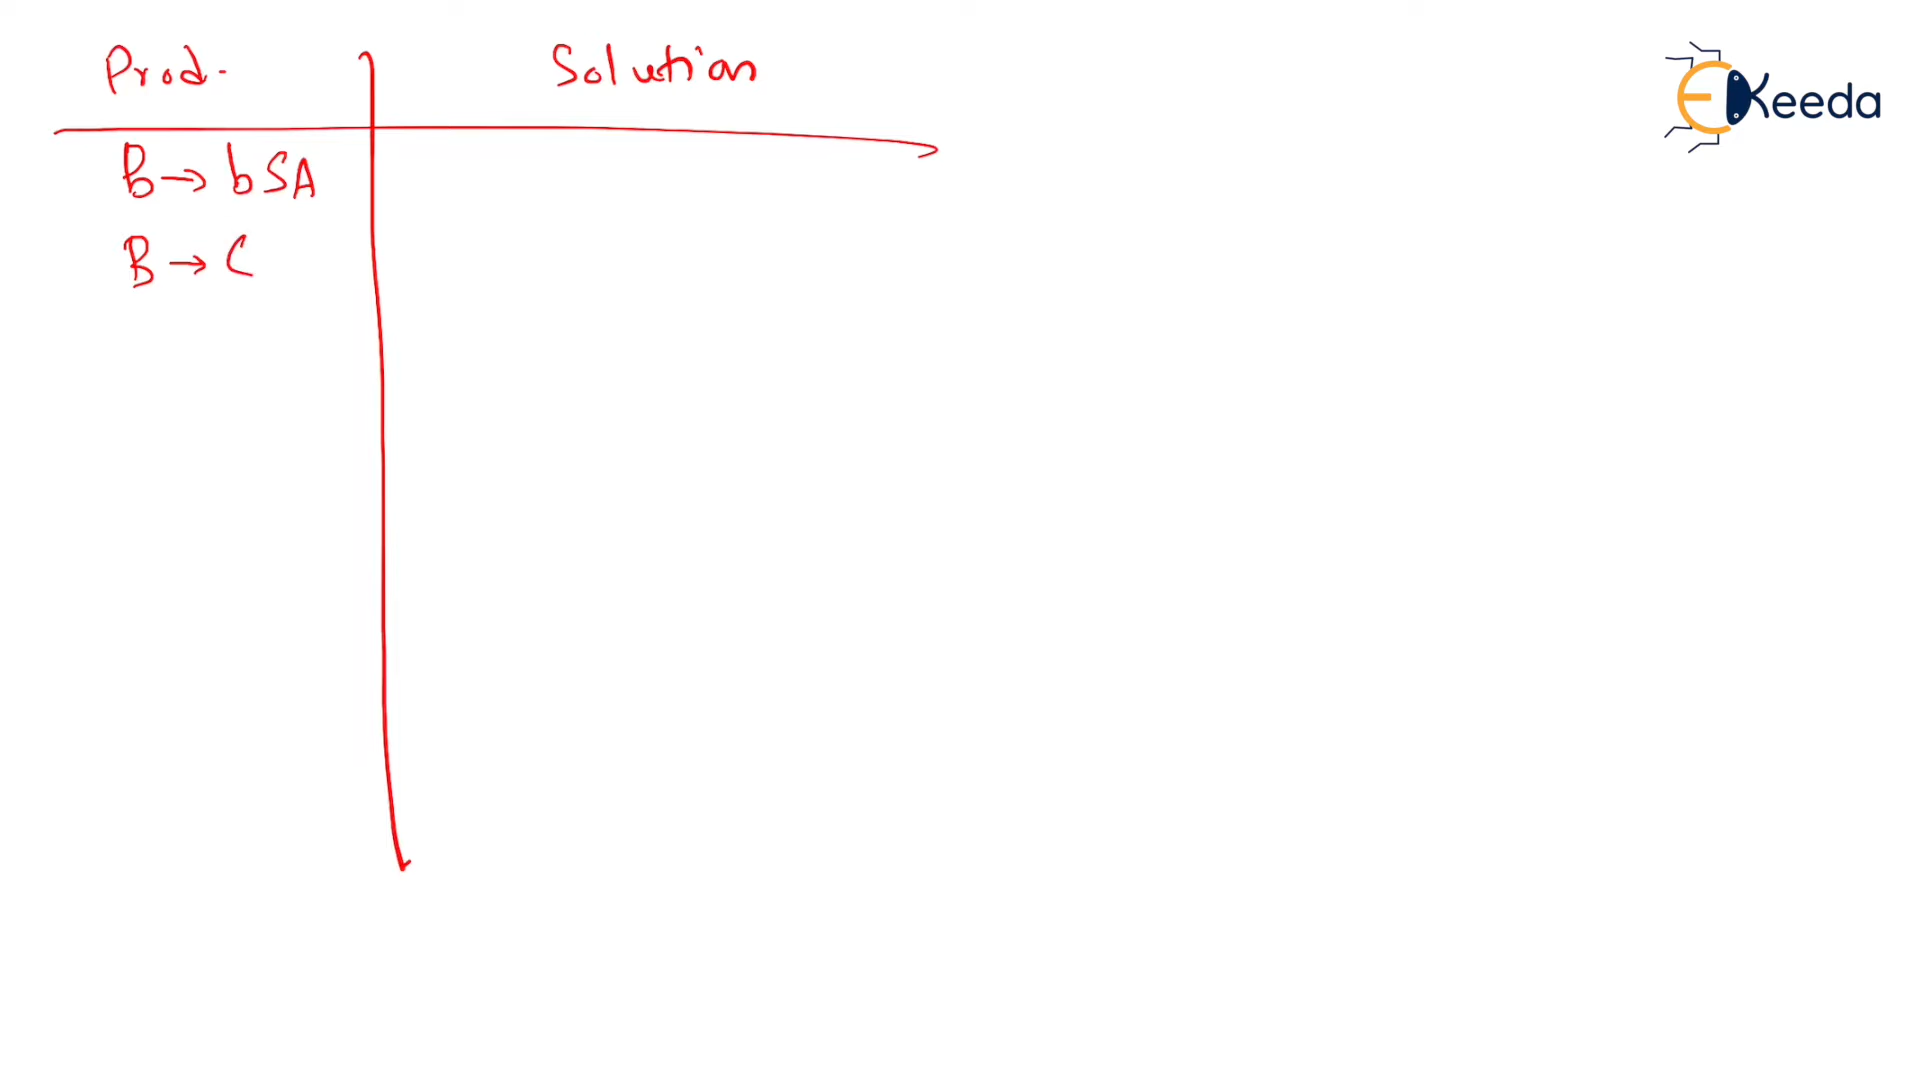 Prod. Solution
EKeeda
B → bSA
B → C